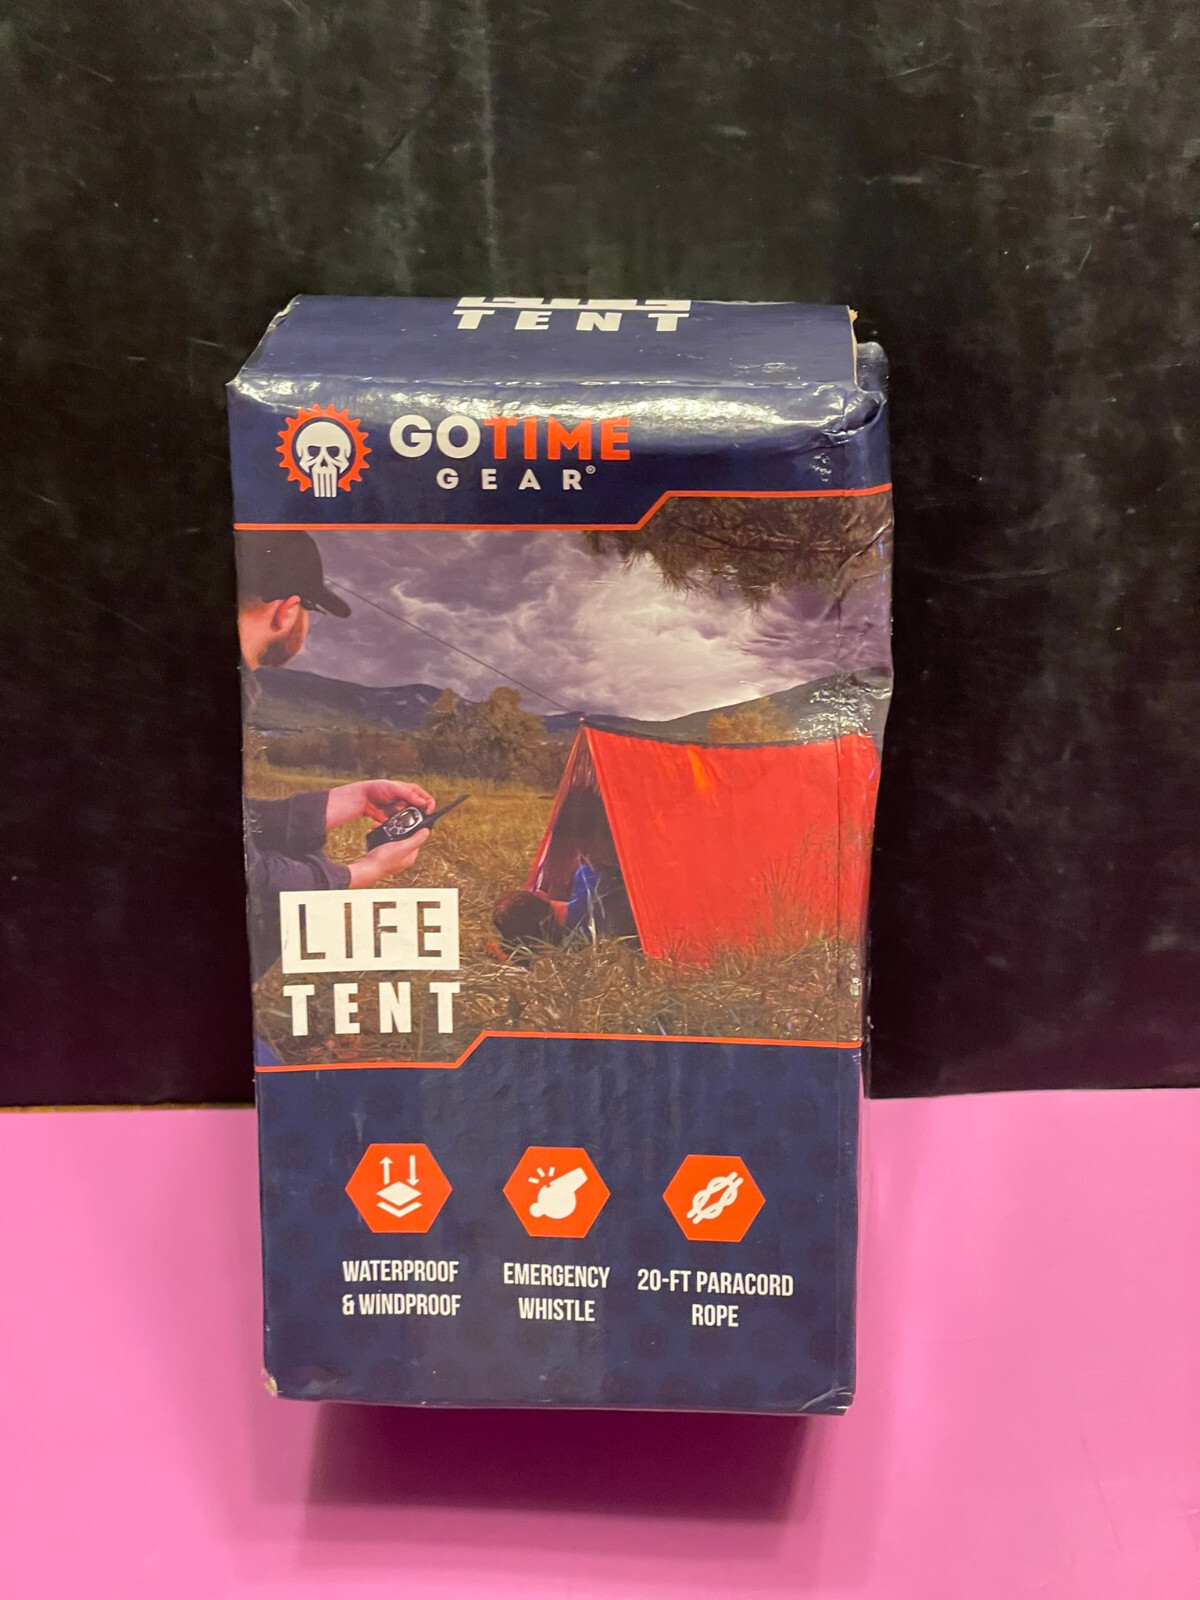 TENT
GOTIME
GEAR®
LIFE
TENT
WATERPROOF
& WINDPROOF
EMERGENCY
WHISTLE
20-FT PARACORD
ROPE